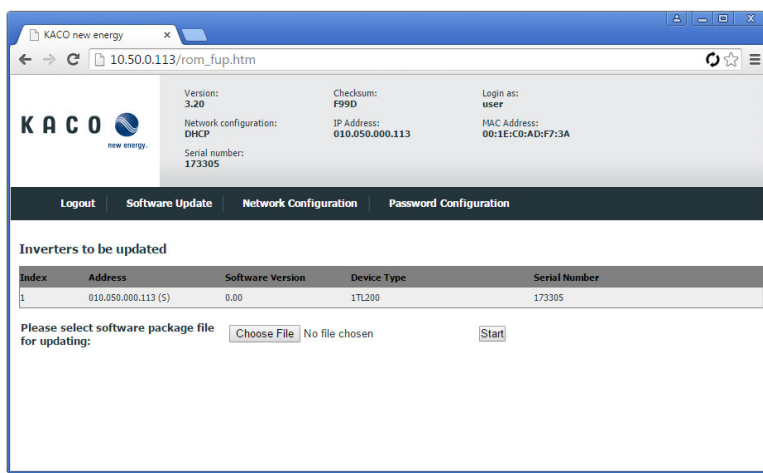 KACO new energy
10.50.0.113/rom_fup.htm
KACO
new energy.
Version:
3.20
Checksum:
F99D
Login as:
user
Network configuration:
DHCP
IP Address:
010.050.000.113
MAC Address:
00:1E:C0:AD:F7:3A
Serial number:
173305
Logout Software Update Network Configuration Password Configuration
Inverters to be updated
Index Address Software Version Device Type Serial Number
1 010.050.000.113 (S) 0.00 1TL200 173305
Please select software package file
for updating:
Choose File No file chosen Start